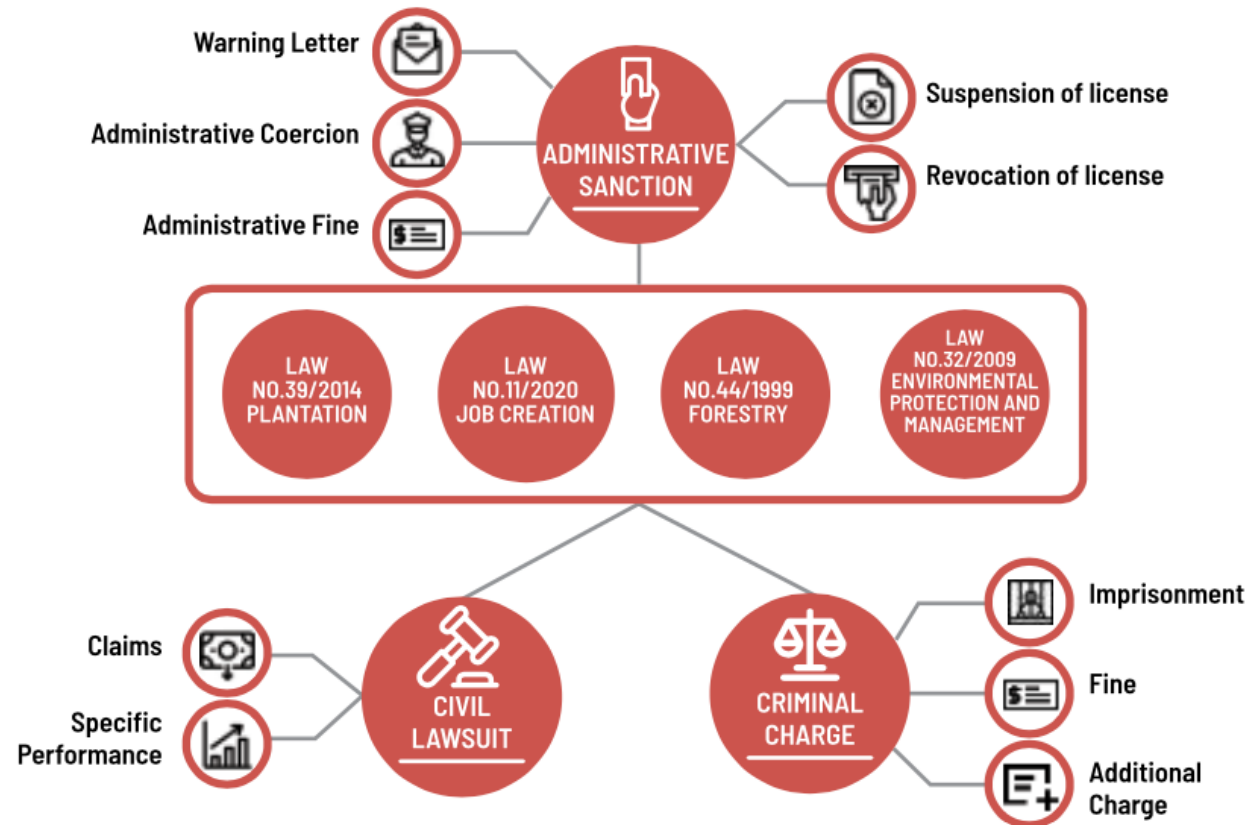 Warning Letter
Administrative Coercion
Administrative Fine
ADMINISTRATIVE
SANCTION
Suspension of license
Revocation of license
LAW
NO.39/2014
PLANTATION
LAW
NO.11/2020
JOB CREATION
LAW
NO.44/1999
FORESTRY
LAW
NO.32/2009
ENVIRONMENTAL
PROTECTION AND
MANAGEMENT
Claims
Specific
Performance
CIVIL
LAWSUIT
CRIMINAL
CHARGE
Imprisonment
Fine
Additional
Charge